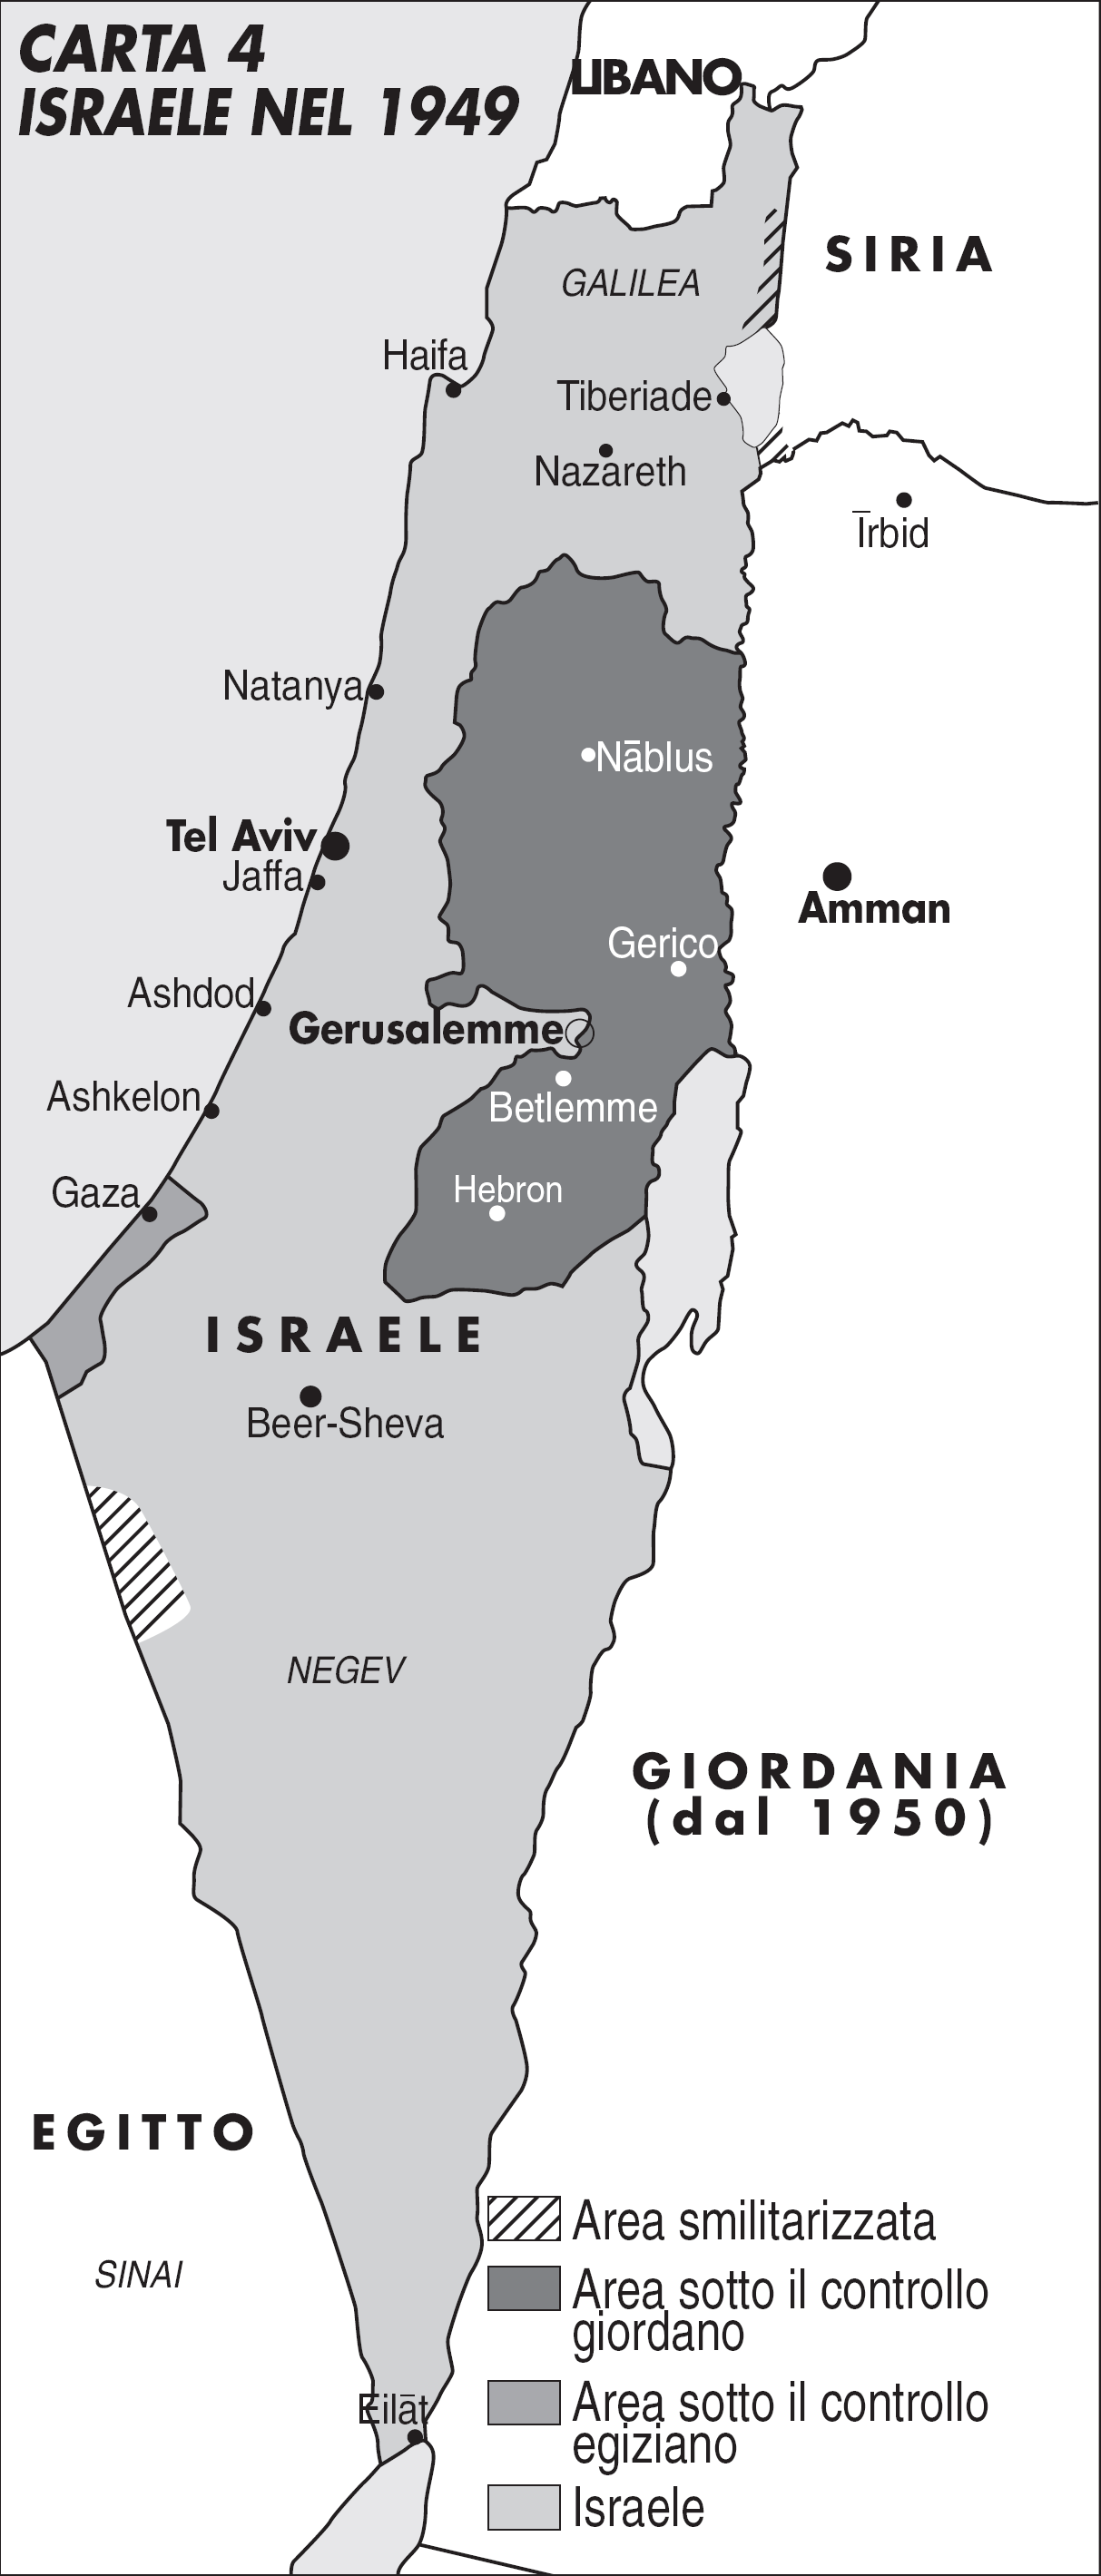 CARTA 4
ISRAELE NEL 1949
LIBANO
SIRIA
GALILEA
Haifa
Tiberiade
Nazareth
Īrbid
Natanya
Nāblus
Tel Aviv
Jaffa
Amman
Gerico
Ashdod
Gerusalemme
Ashkelon
Betlemme
Gaza
Hebron
ISRAELE
Beer-Sheva
NEGEV
GIORDANIA
(dal 1950)
EGITTO
SINAI
Eilāt
Area smilitarizzata
Area sotto il controllo
giordano
Area sotto il controllo
egiziano
Israele